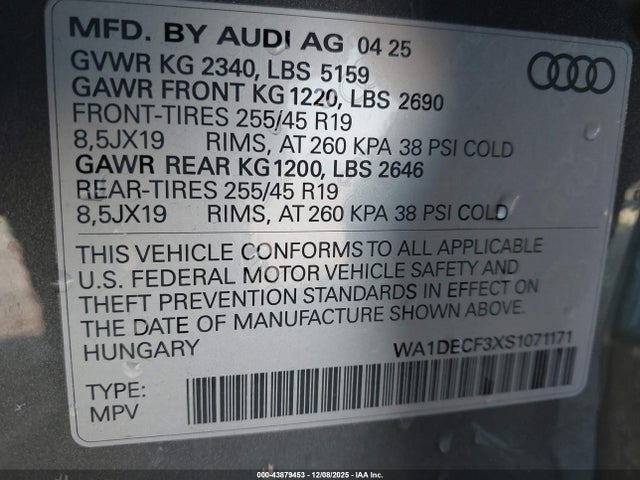 MFD. BY AUDI AG 04 25
GVWR KG 2340, LBS 5159
GAWR FRONT KG 1220, LBS 2690
FRONT-TIRES 255/45 R19
8,5JX19 RIMS, AT 260 KPA 38 PSI COLD
GAWR REAR KG 1200, LBS 2646
REAR-TIRES 255/45 R19
8,5JX19 RIMS, AT 260 KPA 38 PSI COLD
THIS VEHICLE CONFORMS TO ALL APPLICABLE
U.S. FEDERAL MOTOR VEHICLE SAFETY AND
THEFT PREVENTION STANDARDS IN EFFECT ON
THE DATE OF MANUFACTURE SHOWN ABOVE.
HUNGARY WA1DECF3XS1071171
TYPE:
MPV
000-43879453 | 12/08/2025 - IAA Inc.